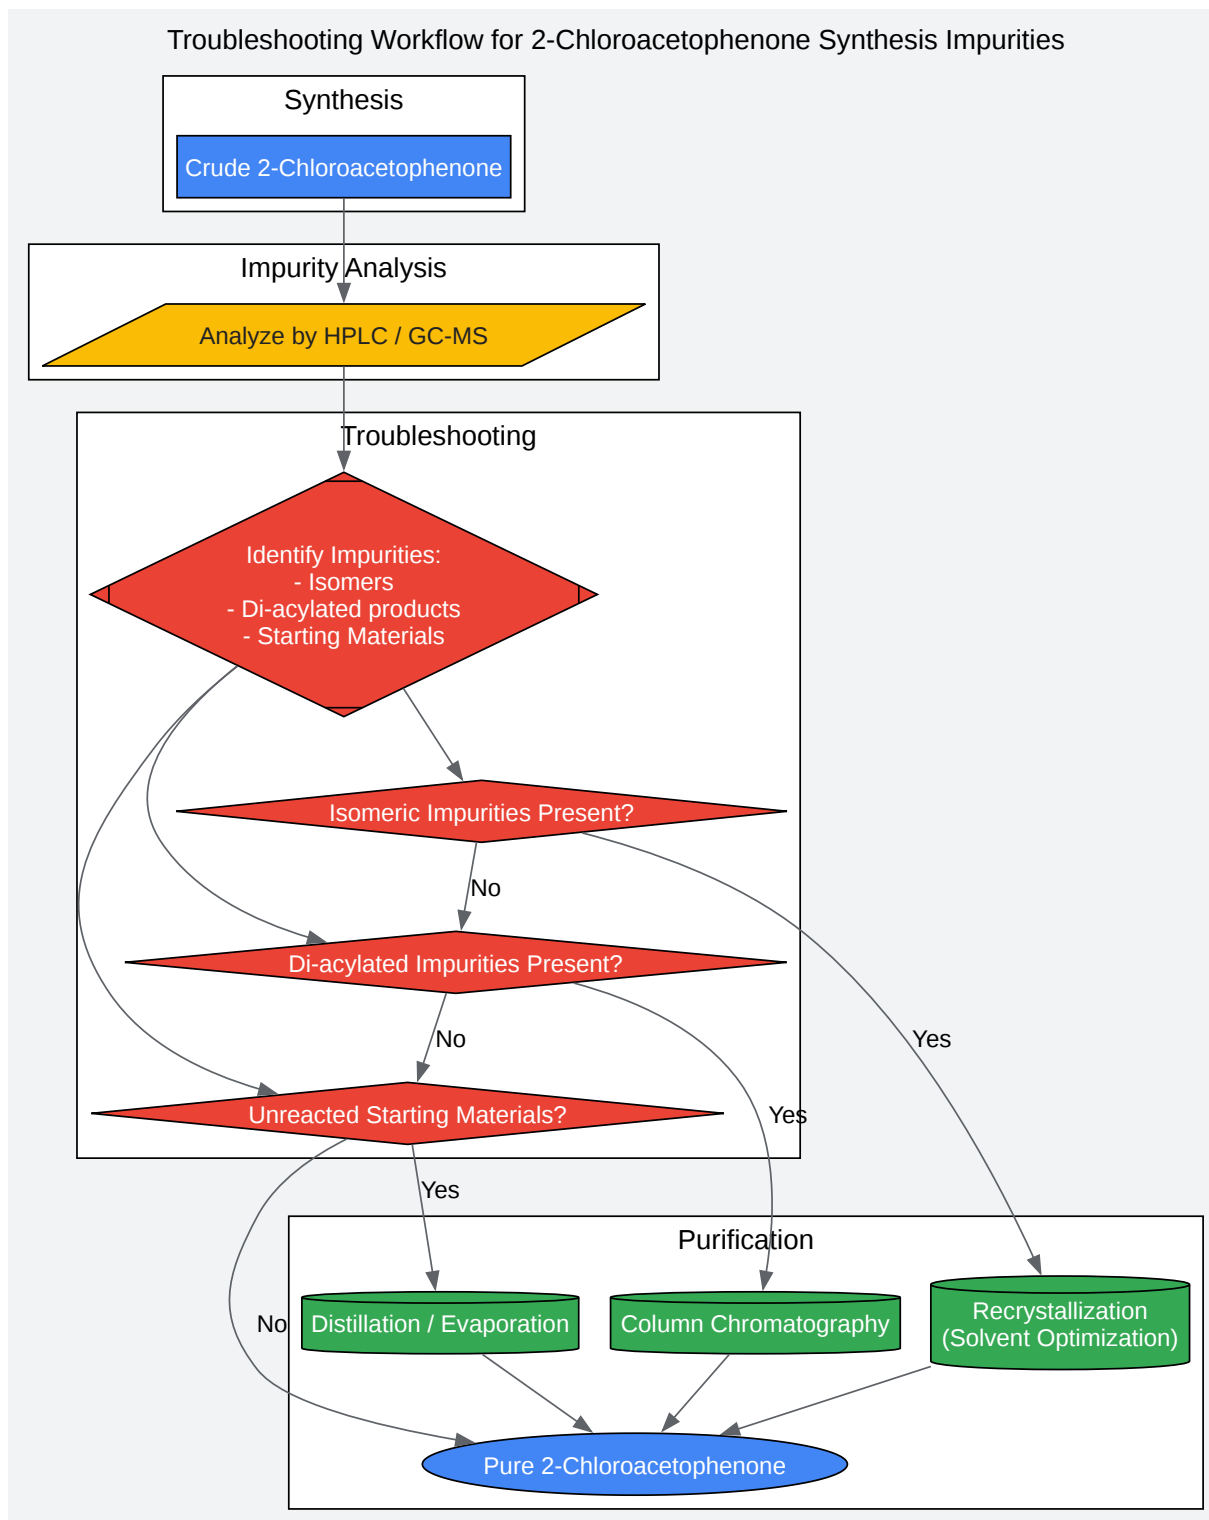 Troubleshooting Workflow for 2-Chloroacetophenone Synthesis Impurities
Synthesis
Crude 2-Chloroacetophenone
Impurity Analysis
Analyze by HPLC / GC-MS
Troubleshooting
Identify Impurities:
- Isomers
- Di-acylated products
- Starting Materials
Isomeric Impurities Present?
No
Di-acylated Impurities Present?
No
Yes
Yes
Unreacted Starting Materials?
Yes
Purification
No
Distillation / Evaporation
Column Chromatography
Recrystallization
(Solvent Optimization)
Pure 2-Chloroacetophenone